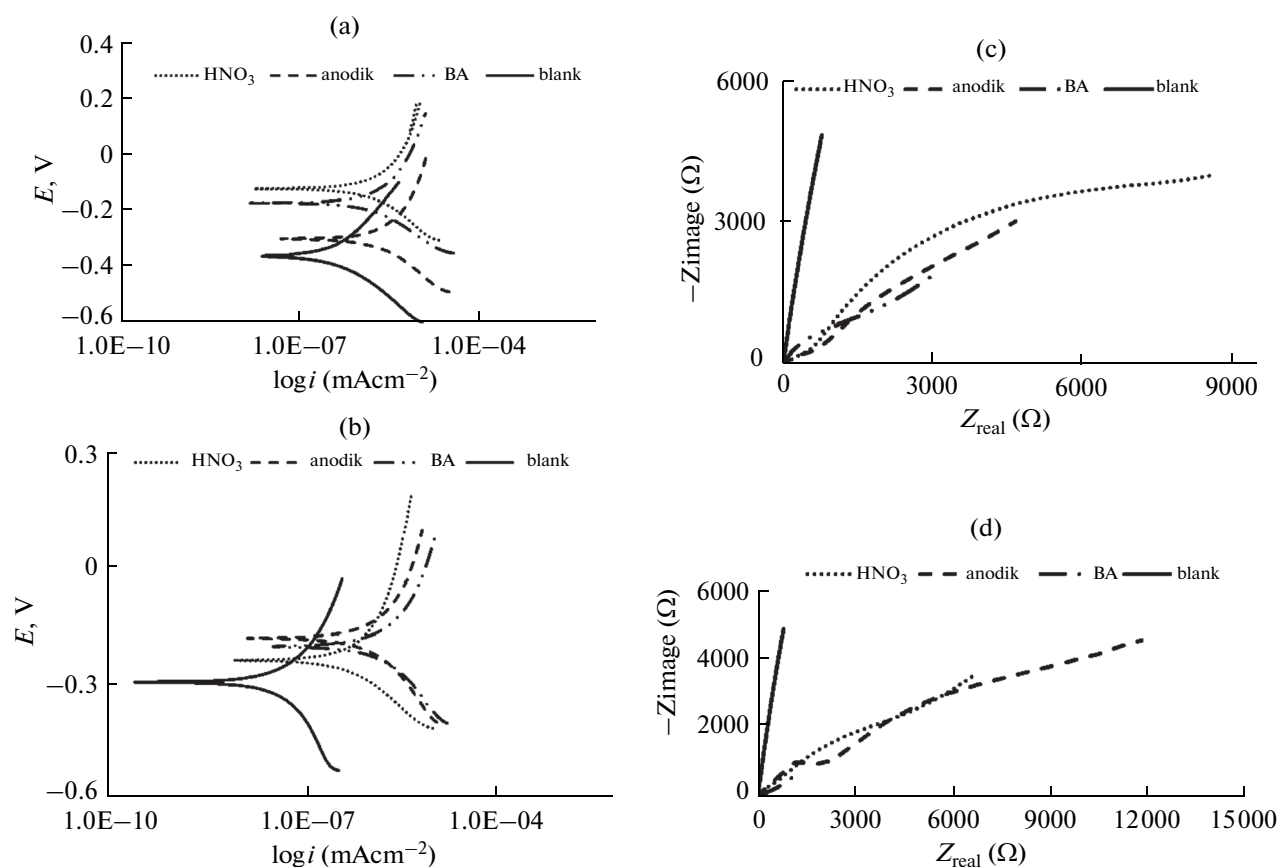 (a)
0.4
0.2
0
−0.2
−0.4
−0.6
E, V
HNO₃ anodik BA blank
1.0E−10 1.0E−07 1.0E−04
log i (mAcm⁻²)
(b)
0.3
0
−0.3
−0.6
E, V
HNO₃ anodik BA blank
1.0E−10 1.0E−07 1.0E−04
log i (mAcm⁻²)
(c)
6000
3000
0
−Zimage (Ω)
HNO₃ anodik BA blank
0 3000 6000 9000
Zreal (Ω)
(d)
HNO₃ anodik BA blank
6000
4000
2000
0
−Zimage (Ω)
0 3000 6000 9000 12000 15000
Zreal (Ω)